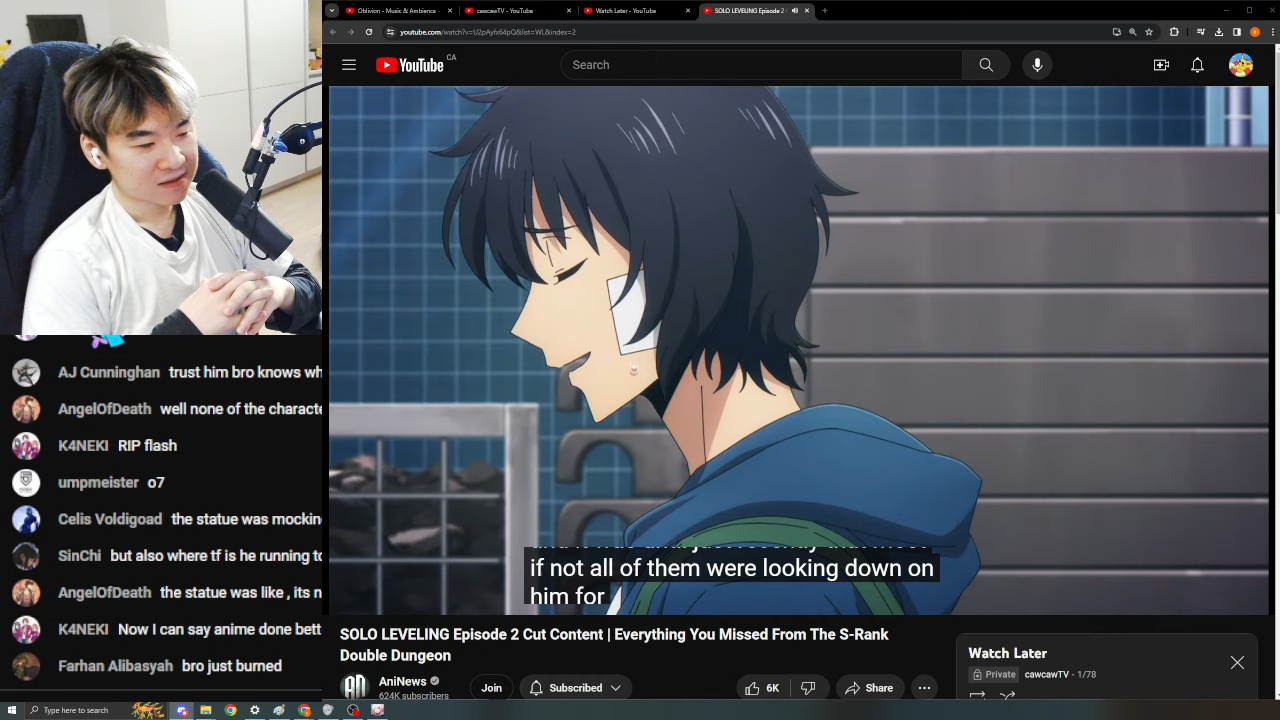 Oblivion - Music & Ambience -
cawcawTV - YouTube
Watch Later - YouTube
SOLO LEVELING Episode 2
youtube.com/watch?v=U2pAyfx64pQ&list=WL&index=2
YouTube CA
Search
AJ Cunninghan trust him bro knows wh
AngelOfDeath well none of the characte
K4NEKI RIP flash
umpmeister o7
Celis Voldigoad the statue was mockin
SinChi but also where tf is he running to
AngelOfDeath the statue was like , its n
K4NEKI Now I can say anime done bett
Farhan Alibasyah bro just burned
if not all of them were looking down on
him for
SOLO LEVELING Episode 2 Cut Content | Everything You Missed From The S-Rank
Double Dungeon
AniNews
624K subscribers
Join
Subscribed
6K
Share
Watch Later
Private cawcawTV - 1/78
Type here to search